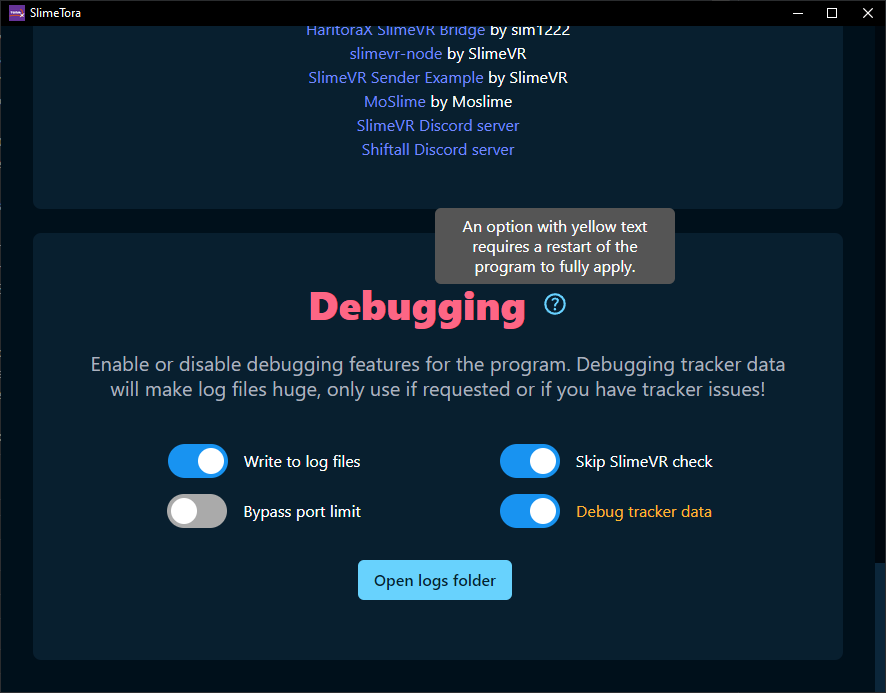 SlimeTora
HaritoraX SlimeVR Bridge by sim1222
slimevr-node by SlimeVR
SlimeVR Sender Example by SlimeVR
MoSlime by Moslime
SlimeVR Discord server
Shiftall Discord server
An option with yellow text
requires a restart of the
program to fully apply.
Debugging
Enable or disable debugging features for the program. Debugging tracker data
will make log files huge, only use if requested or if you have tracker issues!
Write to log files
Skip SlimeVR check
Bypass port limit
Debug tracker data
Open logs folder